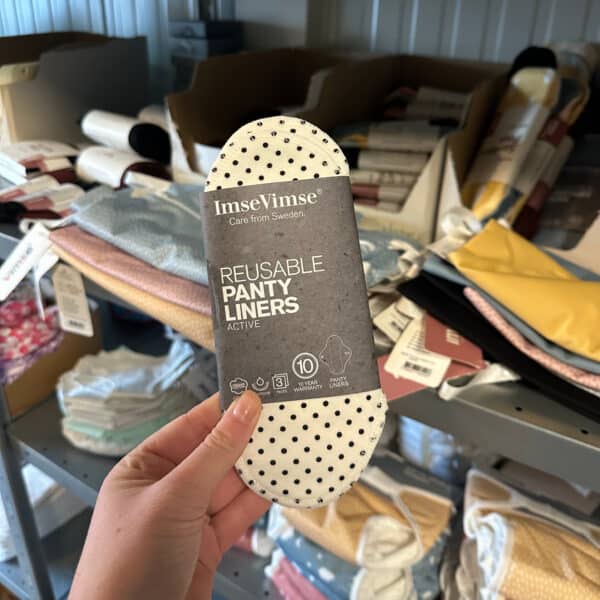 ImseVimse®
Care from Sweden.
REUSABLE
PANTY
LINERS
ACTIVE
3
10
10 YEAR
WARRANTY
PANTY
LINERS